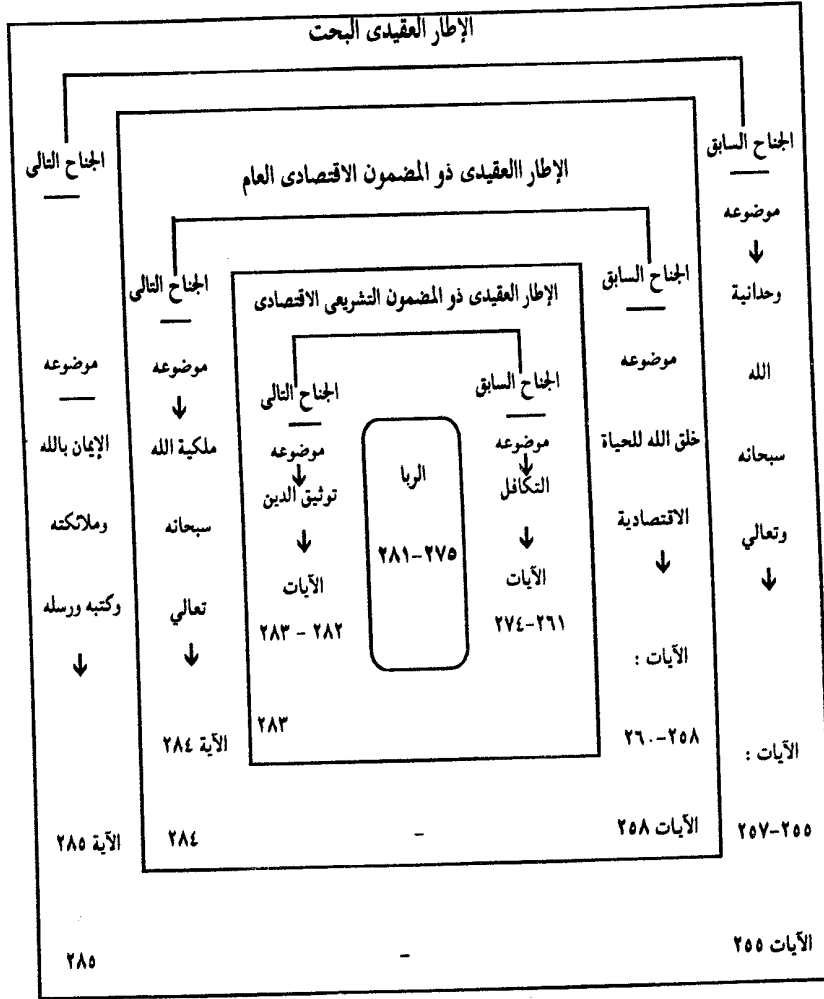 الإطار العقيدى البحت
الجناح السابق
موضوعه
وحدانية
الله
سبحانه
وتعالي
الآيات :
٢٥٥-٢٥٧
الجناح التالى
موضوعه
الإيمان بالله
وملائكته
وكتبه ورسله
الآية ٢٨٥
الإطار االعقيدى ذو المضمون الاقتصادى العام
الجناح السابق
موضوعه
خلق الله للحياة
الاقتصادية
الآيات :
٢٥٨-٢٦٠
الجناح التالى
موضوعه
ملكية الله
سبحانه
تعالي
الآية ٢٨٤
الإطار العقيدى ذو المضمون التشريعى الاقتصادى
الجناح السابق
موضوعه
التكافل
الآيات
٢٦١-٢٧٤
الربا
٢٧٥-٢٨١
الجناح التالى
موضوعه
توثيق الدين
الآيات
٢٨٢ - ٢٨٣
٢٨٣
الآيات ٢٥٨ - ٢٨٤
الآيات ٢٥٥ - ٢٨٥